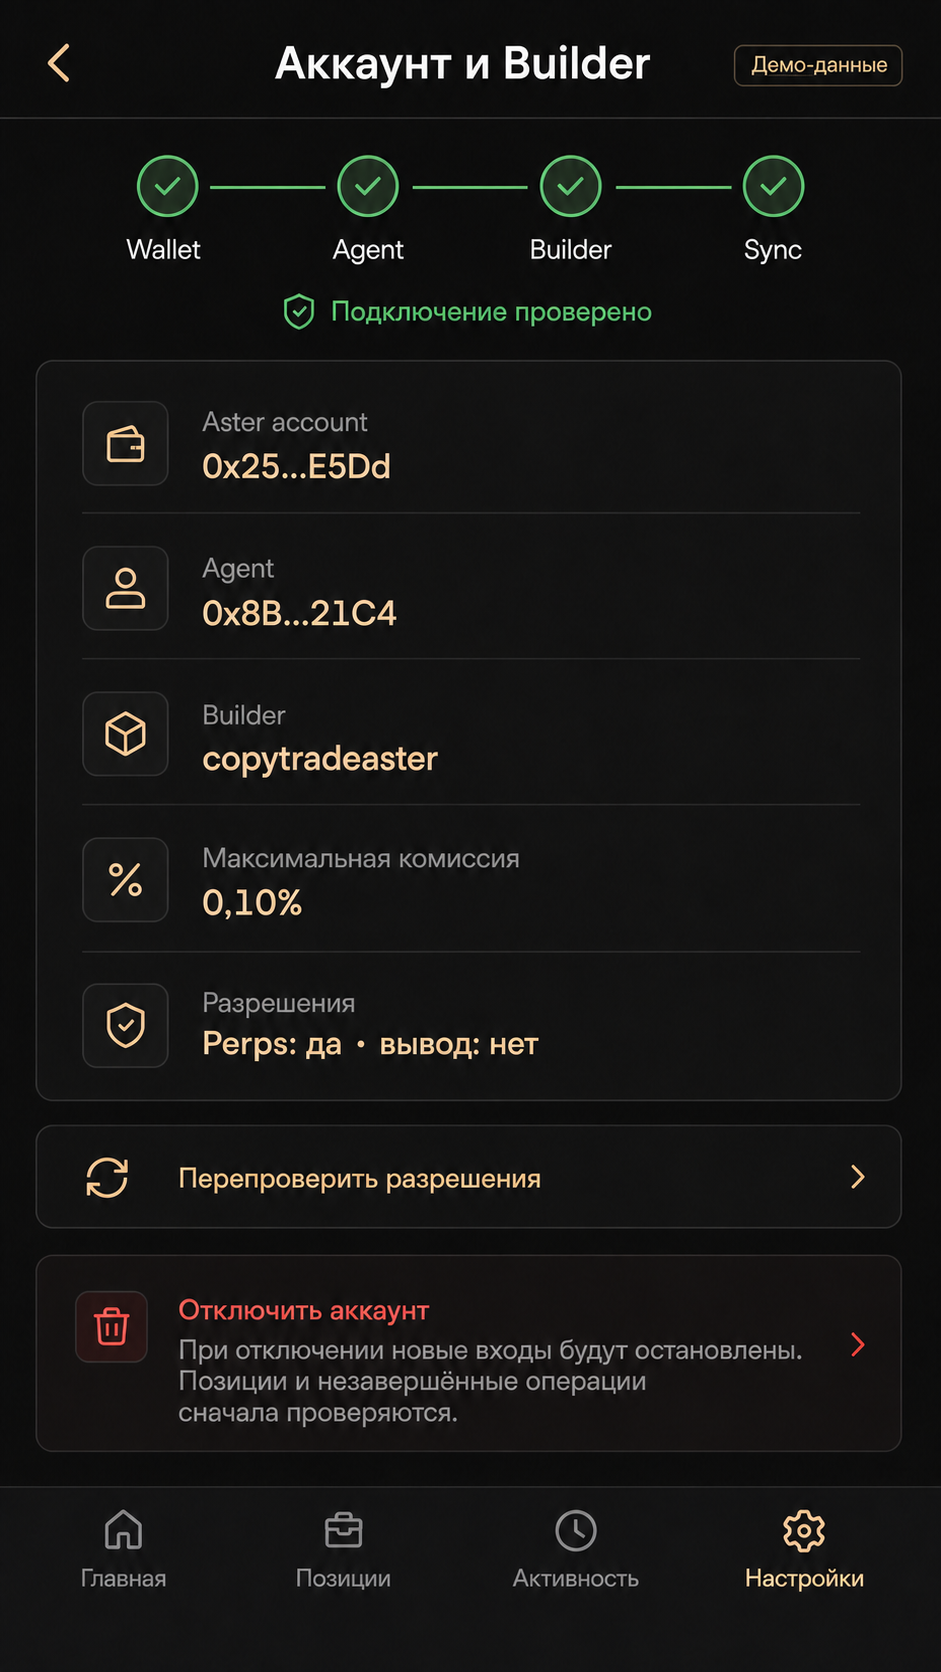 Аккаунт и Builder
Демо-данные
Wallet
Agent
Builder
Sync
Подключение проверено
Aster account
0x25...E5Dd
Agent
0x8B...21C4
Builder
copytradeaster
Максимальная комиссия
0,10%
Разрешения
Perps: да • вывод: нет
Перепроверить разрешения
Отключить аккаунт
При отключении новые входы будут остановлены.
Позиции и незавершённые операции
сначала проверяются.
Главная
Позиции
Активность
Настройки